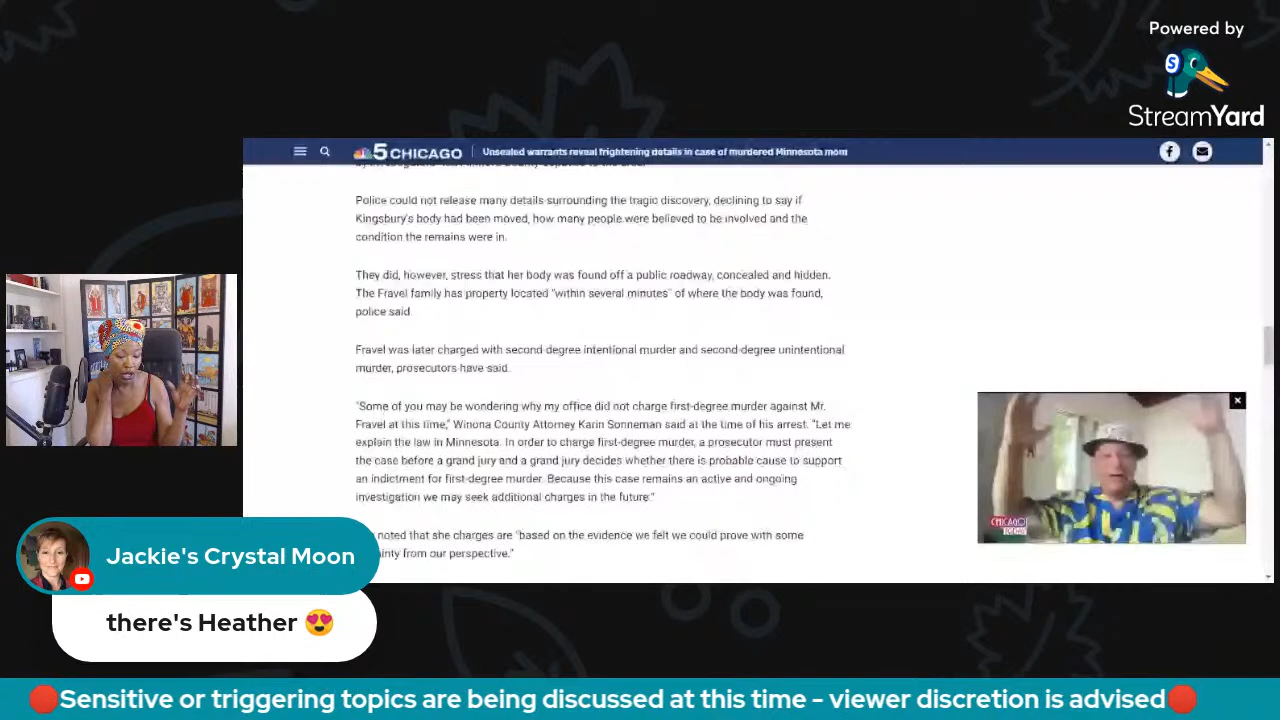 Powered by
StreamYard
5 CHICAGO
Unsealed warrants reveal frightening details in case of murdered Minnesota mom
Police could not release many details surrounding the tragic discovery, declining to say if
Kingsbury's body had been moved, how many people were believed to be involved and the
condition the remains were in.
They did, however, stress that her body was found off a public roadway, concealed and hidden.
The Fravel family has property located "within several minutes" of where the body was found,
police said.
Fravel was later charged with second-degree intentional murder and second-degree unintentional
murder, prosecutors have said.
"Some of you may be wondering why my office did not charge first-degree murder against Mr.
Fravel at this time," Winona County Attorney Karin Sonneman said at the time of his arrest. "Let me
explain the law in Minnesota. In order to charge first-degree murder, a prosecutor must present
the case before a grand jury and a grand jury decides whether there is probable cause to support
an indictment for first-degree murder. Because this case remains an active and ongoing
investigation we may seek additional charges in the future."
noted that she charges are "based on the evidence we felt we could prove with some
from our perspective."
CHICAGO
Jackie's Crystal Moon
there's Heather 😍
🔴Sensitive or triggering topics are being discussed at this time - viewer discretion is advised🔴